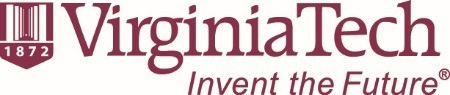 1872
VirginiaTech
Invent the Future®